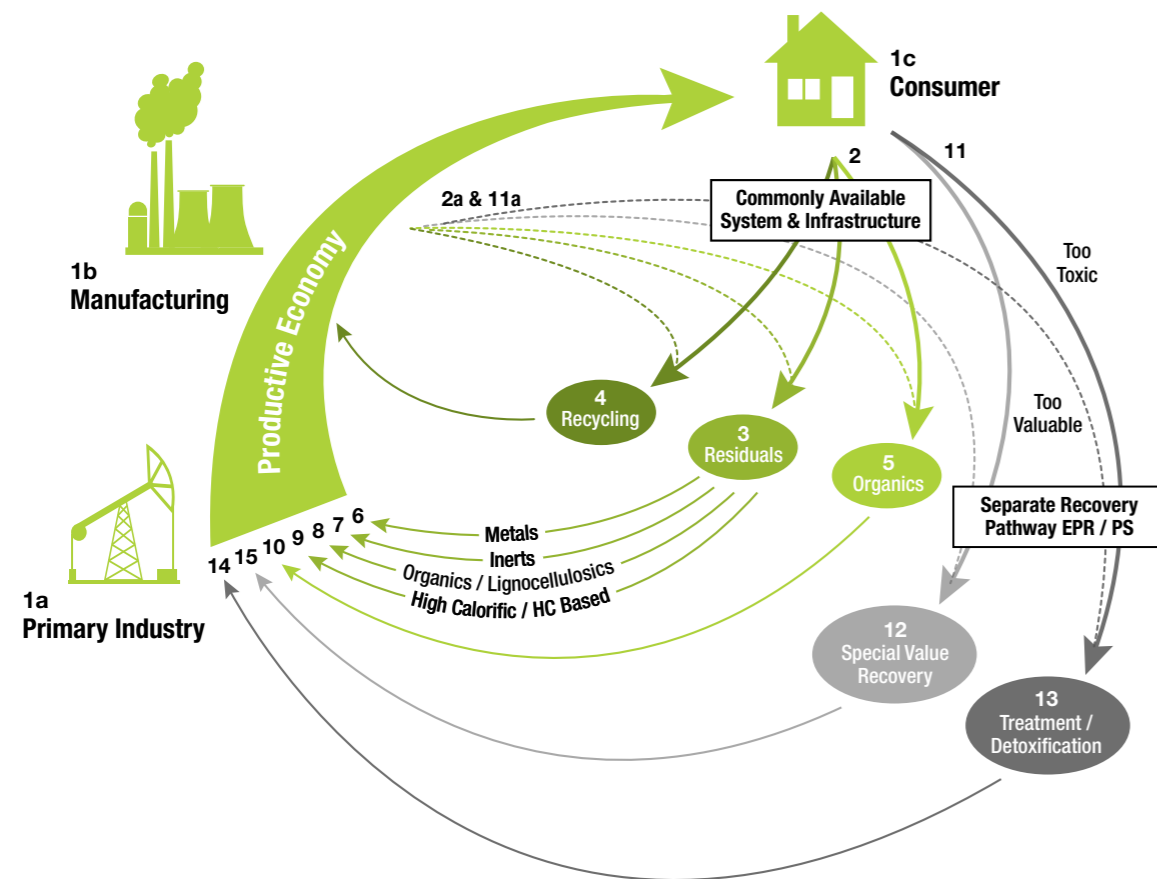 1c
Consumer
1b
Manufacturing
Productive Economy
2a & 11a
2
11
Commonly Available
System & Infrastructure
Too
Toxic
Too
Valuable
4
Recycling
3
Residuals
5
Organics
Separate Recovery
Pathway EPR / PS
Metals
Inerts
Organics / Lignocellulosics
High Calorific / HC Based
14 15 10 9 8 7 6
1a
Primary Industry
12
Special Value
Recovery
13
Treatment /
Detoxification